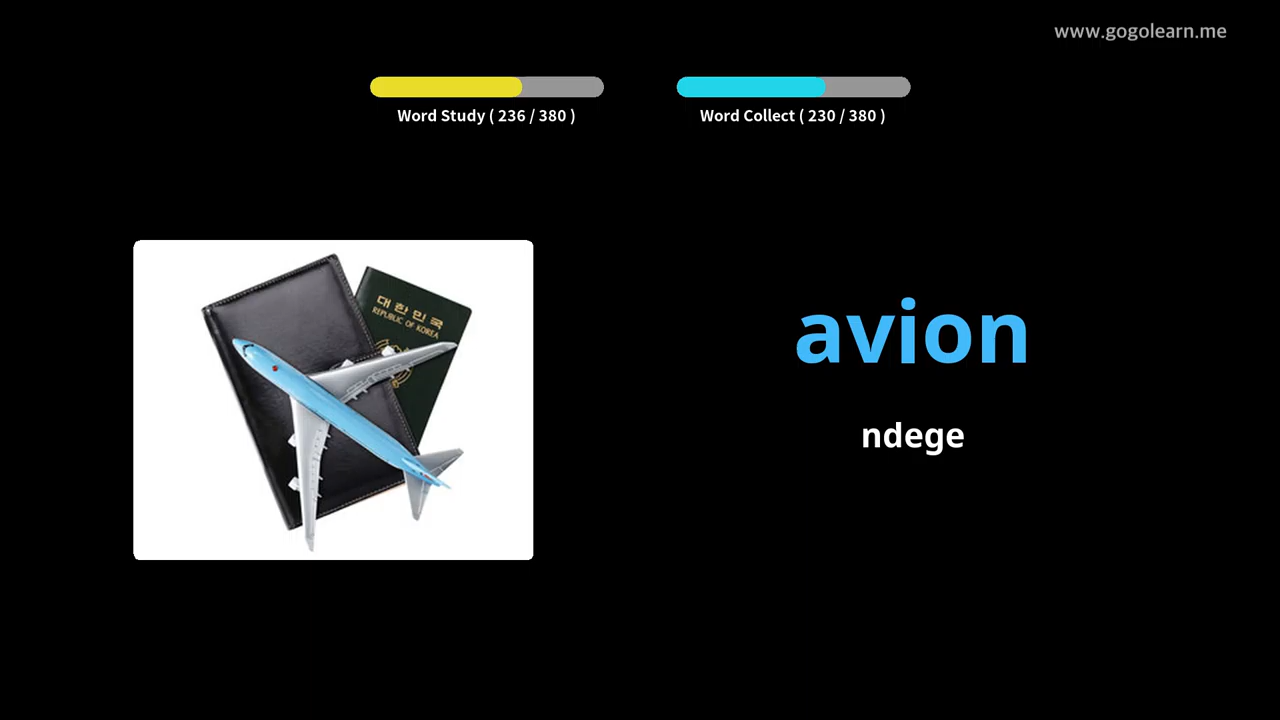 www.gogolearn.me
Word Study ( 236 / 380 )
Word Collect ( 230 / 380 )
대한민국
REPUBLIC OF KOREA
avion
ndege